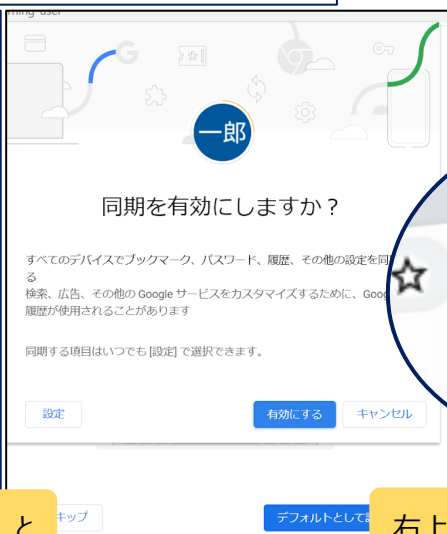 一郎
同期を有効にしますか？
すべてのデバイスでブックマーク、パスワード、履歴、その他の設定を同
る
検索、広告、その他の Google サービスをカスタマイズするために、Goog
履歴が使用されることがあります
同期する項目はいつでも [設定] で選択できます。
設定
有効にする
キャンセル
キップ
デフォルトとして
と
右上